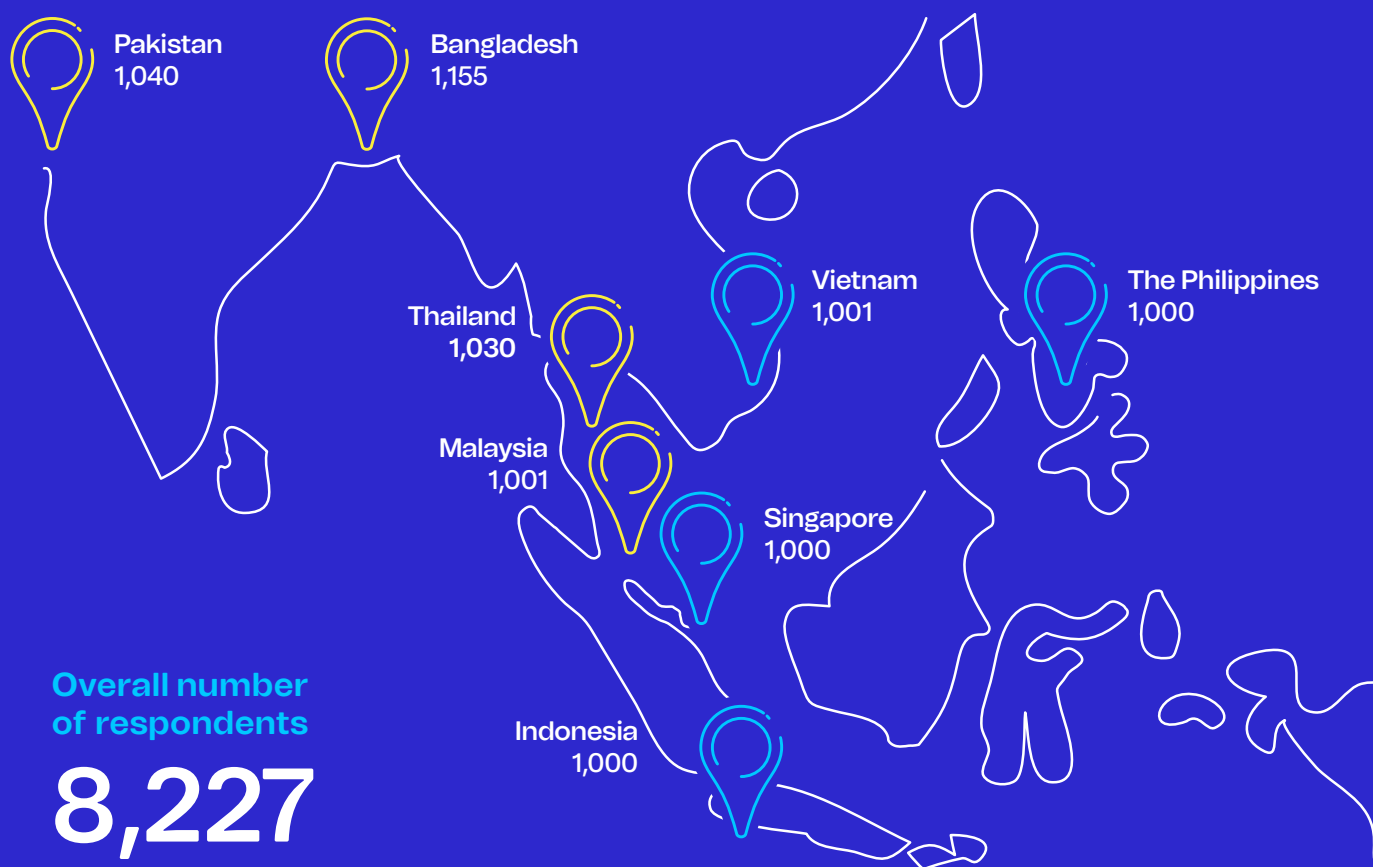 Pakistan
1,040
Bangladesh
1,155
Vietnam
1,001
The Philippines
1,000
Thailand
1,030
Malaysia
1,001
Singapore
1,000
Indonesia
1,000
Overall number
of respondents
8,227